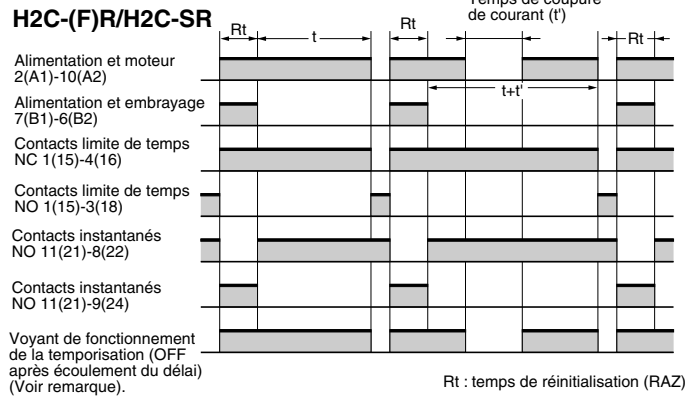 Temps de coupure
de courant (t')
H2C-(F)R/H2C-SR
Rt
t
Rt
Rt
Alimentation et moteur
2(A1)-10(A2)
t+t'
Alimentation et embrayage
7(B1)-6(B2)
Contacts limite de temps
NC 1(15)-4(16)
Contacts limite de temps
NO 1(15)-3(18)
Contacts instantanés
NO 11(21)-8(22)
Contacts instantanés
NO 11(21)-9(24)
Voyant de fonctionnement
de la temporisation (OFF
après écoulement du délai)
(Voir remarque).
Rt : temps de réinitialisation (RAZ)